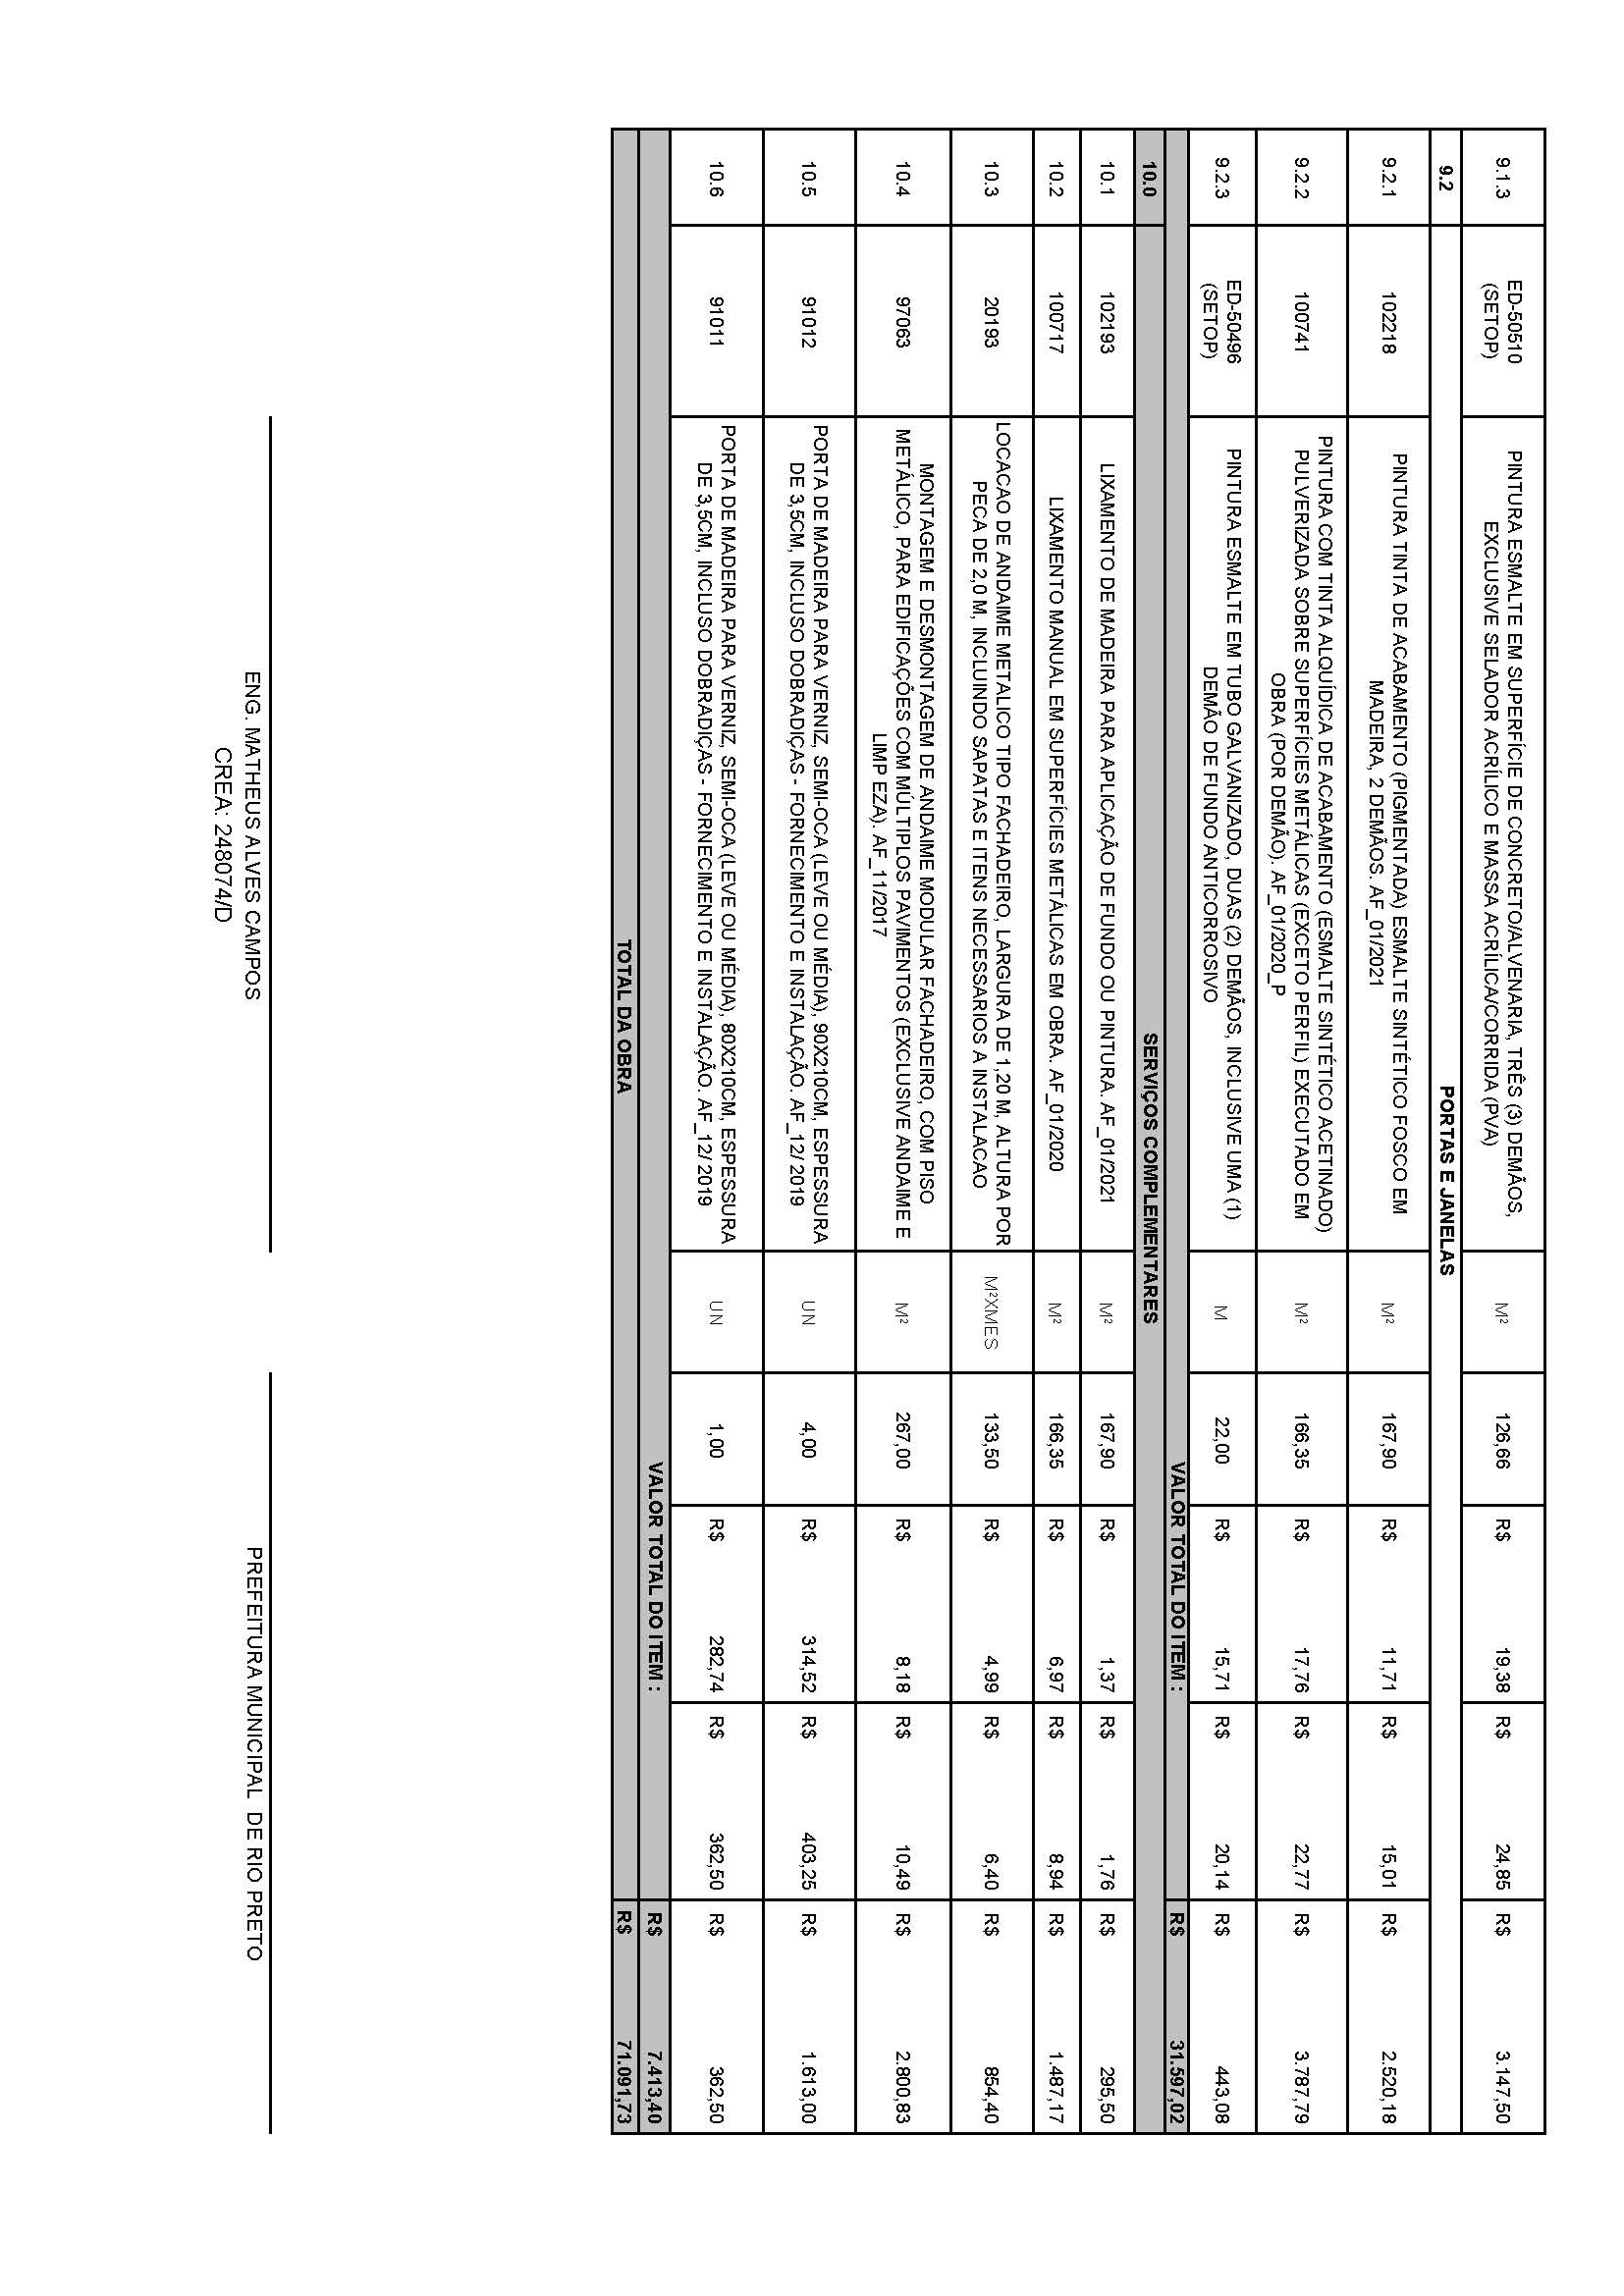 9.1.3 ED-50510 (SETOP) PINTURA ESMALTE EM SUPERFÍCIE DE CONCRETO/ALVENARIA, TRÊS (3) DEMÃOS, EXCLUSIVE SELADOR ACRÍLICO E MASSA ACRÍLICA/CORRIDA (PVA) M² 126,66 R$ 19,38 R$ 24,85 R$ 3.147,50
9.2 PORTAS E JANELAS
9.2.1 102218 PINTURA TINTA DE ACABAMENTO (PIGMENTADA) ESMALTE SINTÉTICO FOSCO EM MADEIRA, 2 DEMÃOS. AF_01/2021 M² 167,90 R$ 11,71 R$ 15,01 R$ 2.520,18
9.2.2 100741 PINTURA COM TINTA ALQUÍDICA DE ACABAMENTO (ESMALTE SINTÉTICO ACETINADO) PULVERIZADA SOBRE SUPERFÍCIES METÁLICAS (EXCETO PERFIL) EXECUTADO EM OBRA (POR DEMÃO). AF_01/2020_P M² 166,35 R$ 17,76 R$ 22,77 R$ 3.787,79
9.2.3 ED-50496 (SETOP) PINTURA ESMALTE EM TUBO GALVANIZADO, DUAS (2) DEMÃOS, INCLUSIVE UMA (1) DEMÃO DE FUNDO ANTICORROSIVO M 22,00 R$ 15,71 R$ 20,14 R$ 443,08
VALOR TOTAL DO ITEM : R$ 31.597,02
10.0 SERVIÇOS COMPLEMENTARES
10.1 102193 LIXAMENTO DE MADEIRA PARA APLICAÇÃO DE FUNDO OU PINTURA. AF_01/2021 M² 167,90 R$ 1,37 R$ 1,76 R$ 295,50
10.2 100717 LIXAMENTO MANUAL EM SUPERFÍCIES METÁLICAS EM OBRA. AF_01/2020 M² 166,35 R$ 6,97 R$ 8,94 R$ 1.487,17
10.3 20193 LOCACAO DE ANDAIME METALICO TIPO FACHADEIRO, LARGURA DE 1,20 M, ALTURA POR PECA DE 2,0 M, INCLUINDO SAPATAS E ITENS NECESSARIOS A INSTALACAO M²XMES 133,50 R$ 4,99 R$ 6,40 R$ 854,40
10.4 97063 MONTAGEM E DESMONTAGEM DE ANDAIME MODULAR FACHADEIRO, COM PISO METÁLICO, PARA EDIFICAÇÕES COM MÚLTIPLOS PAVIMENTOS (EXCLUSIVE ANDAIME E LIMP EZA). AF_11/2017 M² 267,00 R$ 8,18 R$ 10,49 R$ 2.800,83
10.5 91012 PORTA DE MADEIRA PARA VERNIZ, SEMI-OCA (LEVE OU MÉDIA), 90X210CM, ESPESSURA DE 3,5CM, INCLUSO DOBRADIÇAS - FORNECIMENTO E INSTALAÇÃO. AF_12/ 2019 UN 4,00 R$ 314,52 R$ 403,25 R$ 1.613,00
10.6 91011 PORTA DE MADEIRA PARA VERNIZ, SEMI-OCA (LEVE OU MÉDIA), 80X210CM, ESPESSURA DE 3,5CM, INCLUSO DOBRADIÇAS - FORNECIMENTO E INSTALAÇÃO. AF_12/ 2019 UN 1,00 R$ 282,74 R$ 362,50 R$ 362,50
VALOR TOTAL DO ITEM : R$ 7.413,40
TOTAL DA OBRA R$ 71.091,73
ENG. MATHEUS ALVES CAMPOS
CREA: 248074/D
PREFEITURA MUNICIPAL DE RIO PRETO